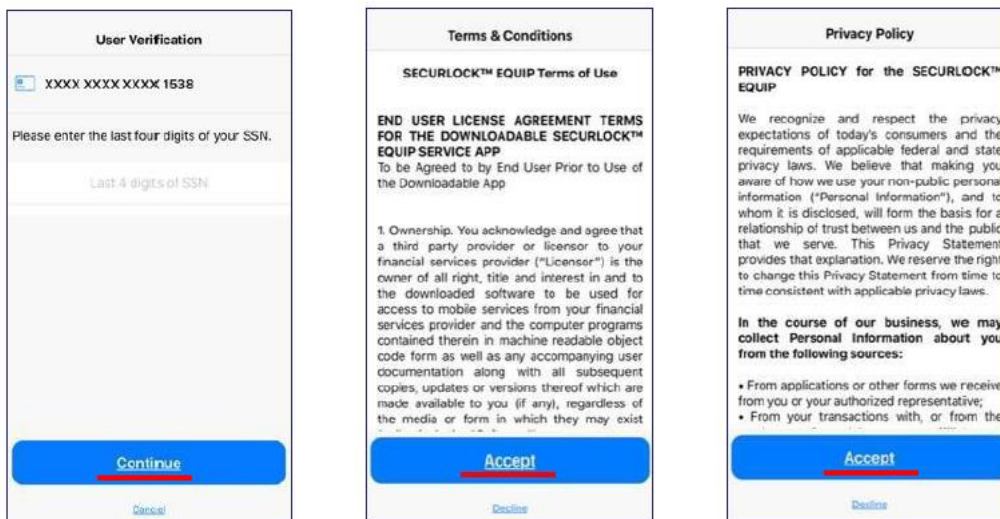 User Verification
XXXX XXXX XXXX 1538
Please enter the last four digits of your SSN.
Last 4 digits of SSN
Continue
Cancel
Terms & Conditions
SECURLOCK™ EQUIP Terms of Use
END USER LICENSE AGREEMENT TERMS
FOR THE DOWNLOADABLE SECURLOCK™
EQUIP SERVICE APP
To be Agreed to by End User Prior to Use of
the Downloadable App
1. Ownership. You acknowledge and agree that
a third party provider or licensor to your
financial services provider ("Licensor") is the
owner of all right, title and interest in and to
the downloaded software to be used for
access to mobile services from your financial
services provider and the computer programs
contained therein in machine readable object
code form as well as any accompanying user
documentation along with all subsequent
copies, updates or versions thereof which are
made available to you (if any), regardless of
the media or form in which they may exist
Accept
Decline
Privacy Policy
PRIVACY POLICY for the SECURLOCK™
EQUIP
We recognize and respect the privacy
expectations of today's consumers and the
requirements of applicable federal and state
privacy laws. We believe that making you
aware of how we use your non-public personal
information ("Personal Information"), and to
whom it is disclosed, will form the basis for a
relationship of trust between us and the public
that we serve. This Privacy Statement
provides that explanation. We reserve the right
to change this Privacy Statement from time to
time consistent with applicable privacy laws.
In the course of our business, we may
collect Personal Information about you
from the following sources:
• From applications or other forms we receive
from you or your authorized representative;
• From your transactions with, or from the
Accept
Decline